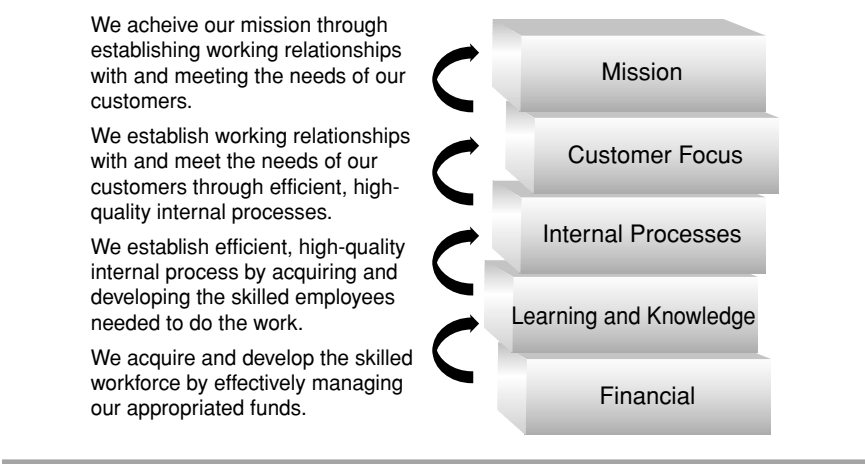 We acheive our mission through
establishing working relationships
with and meeting the needs of our
customers.
We establish working relationships
with and meet the needs of our
customers through efficient, high-
quality internal processes.
We establish efficient, high-quality
internal process by acquiring and
developing the skilled employees
needed to do the work.
We acquire and develop the skilled
workforce by effectively managing
our appropriated funds.
Mission
Customer Focus
Internal Processes
Learning and Knowledge
Financial